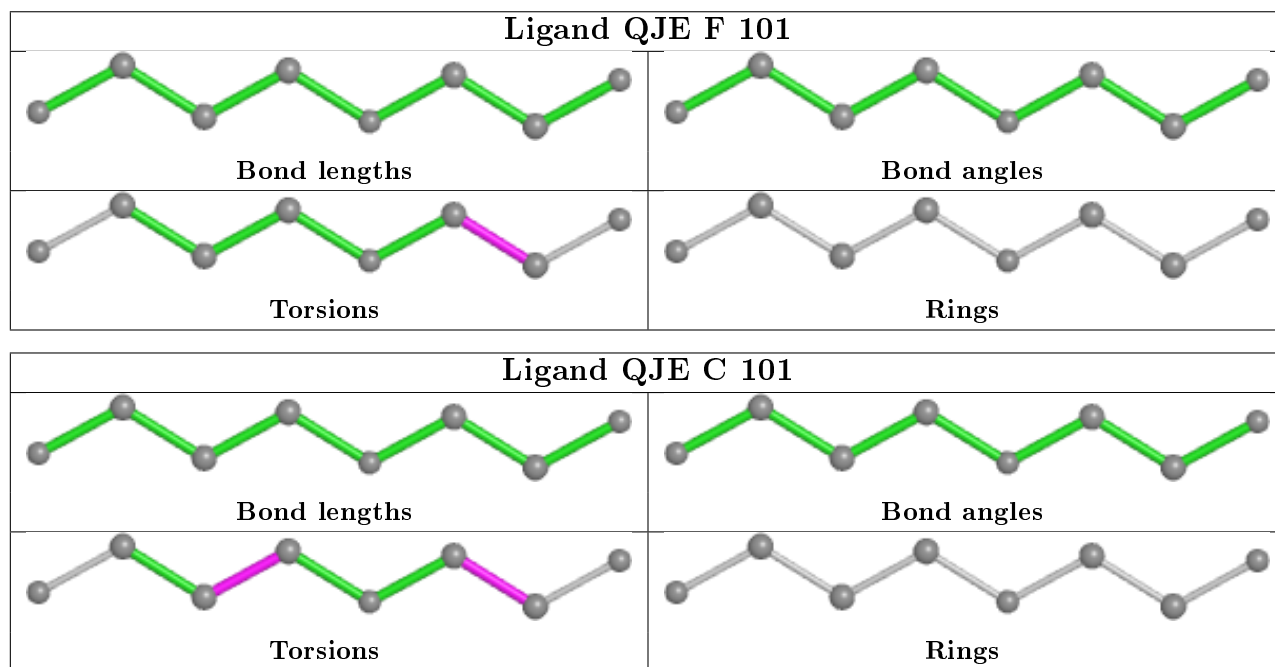 Ligand QJE F 101
Bond lengths
Bond angles
Torsions
Rings
Ligand QJE C 101
Bond lengths
Bond angles
Torsions
Rings